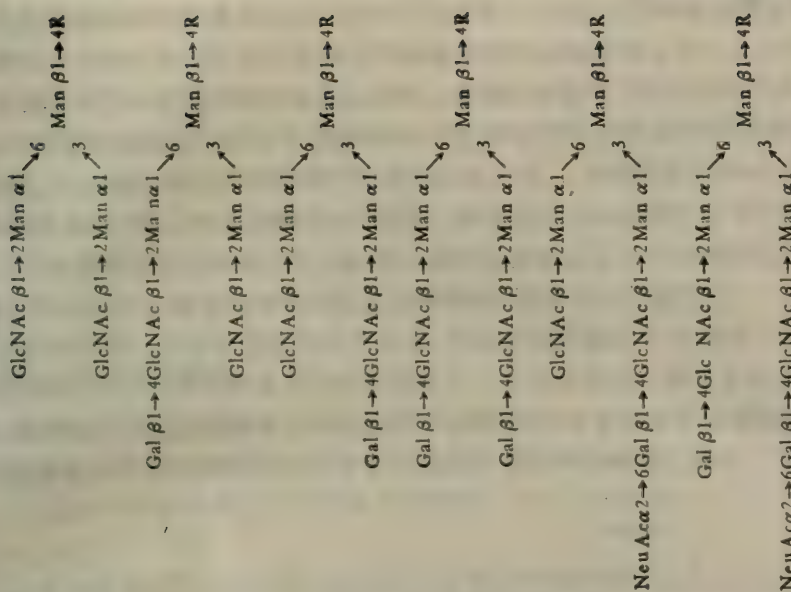 GlcNAc β1→2Man α1
↘6
Man β1→4R
↗3
GlcNAc β1→2Man α1
Gal β1→4GlcNAc β1→2Ma nα1
↘6
Man β1→4R
↗3
GlcNAc β1→2Man α1
GlcNAc β1→2Man α1
↘6
Man β1→4R
↗3
Gal β1→4GlcNAc β1→2Man α1
Gal β1→4GlcNAc β1→2Man α1
↘6
Man β1→4R
↗3
Gal β1→4GlcNAc β1→2Man α1
GlcNAc β1→2Man α1
↘6
Man β1→4R
↗3
Neu Acα2→6Gal β1→4GlcNAc β1→2Man α1
Gal β1→4Glc NAc β1→2Man α1
↘6
Man β1→4R
↗3
Neu Acα2→6Gal β1→4GlcNAc β1→2Man α1